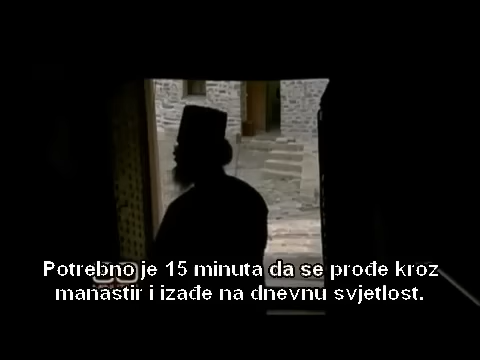 Potrebno je 15 minuta da se prođe kroz
manastir i izađe na dnevnu svjetlost.